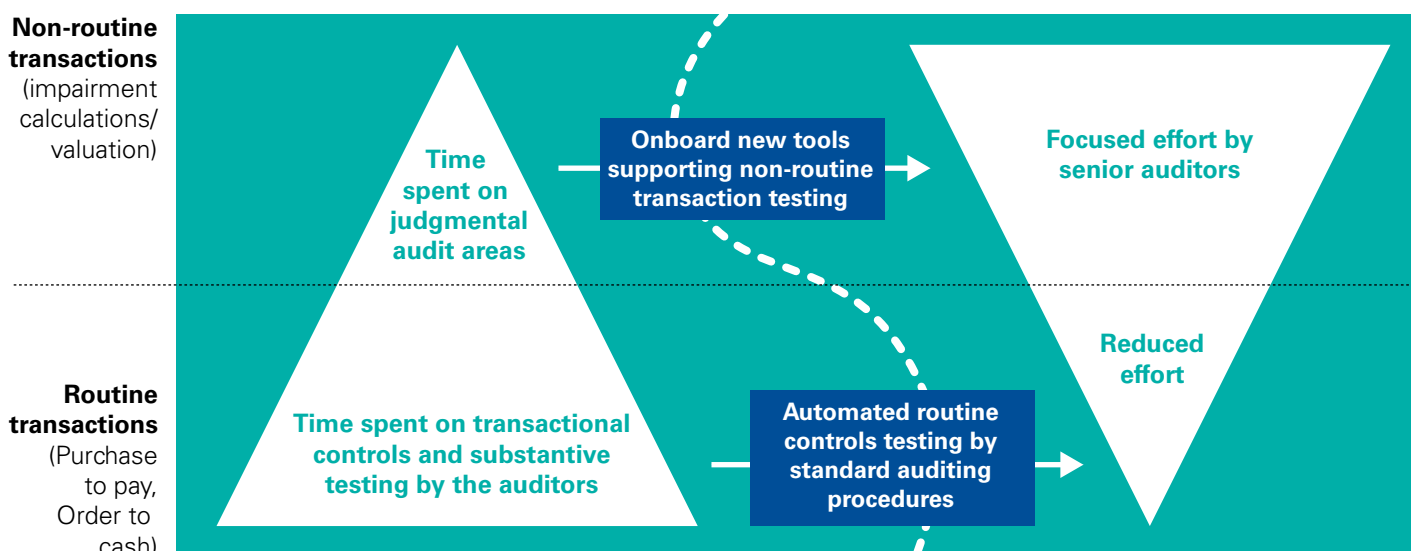 Non-routine
transactions
(impairment
calculations/
valuation)
Time
spent on
judgmental
audit areas
Onboard new tools
supporting non-routine
transaction testing
Focused effort by
senior auditors
Routine
transactions
(Purchase
to pay,
Order to
cash)
Time spent on transactional
controls and substantive
testing by the auditors
Automated routine
controls testing by
standard auditing
procedures
Reduced
effort